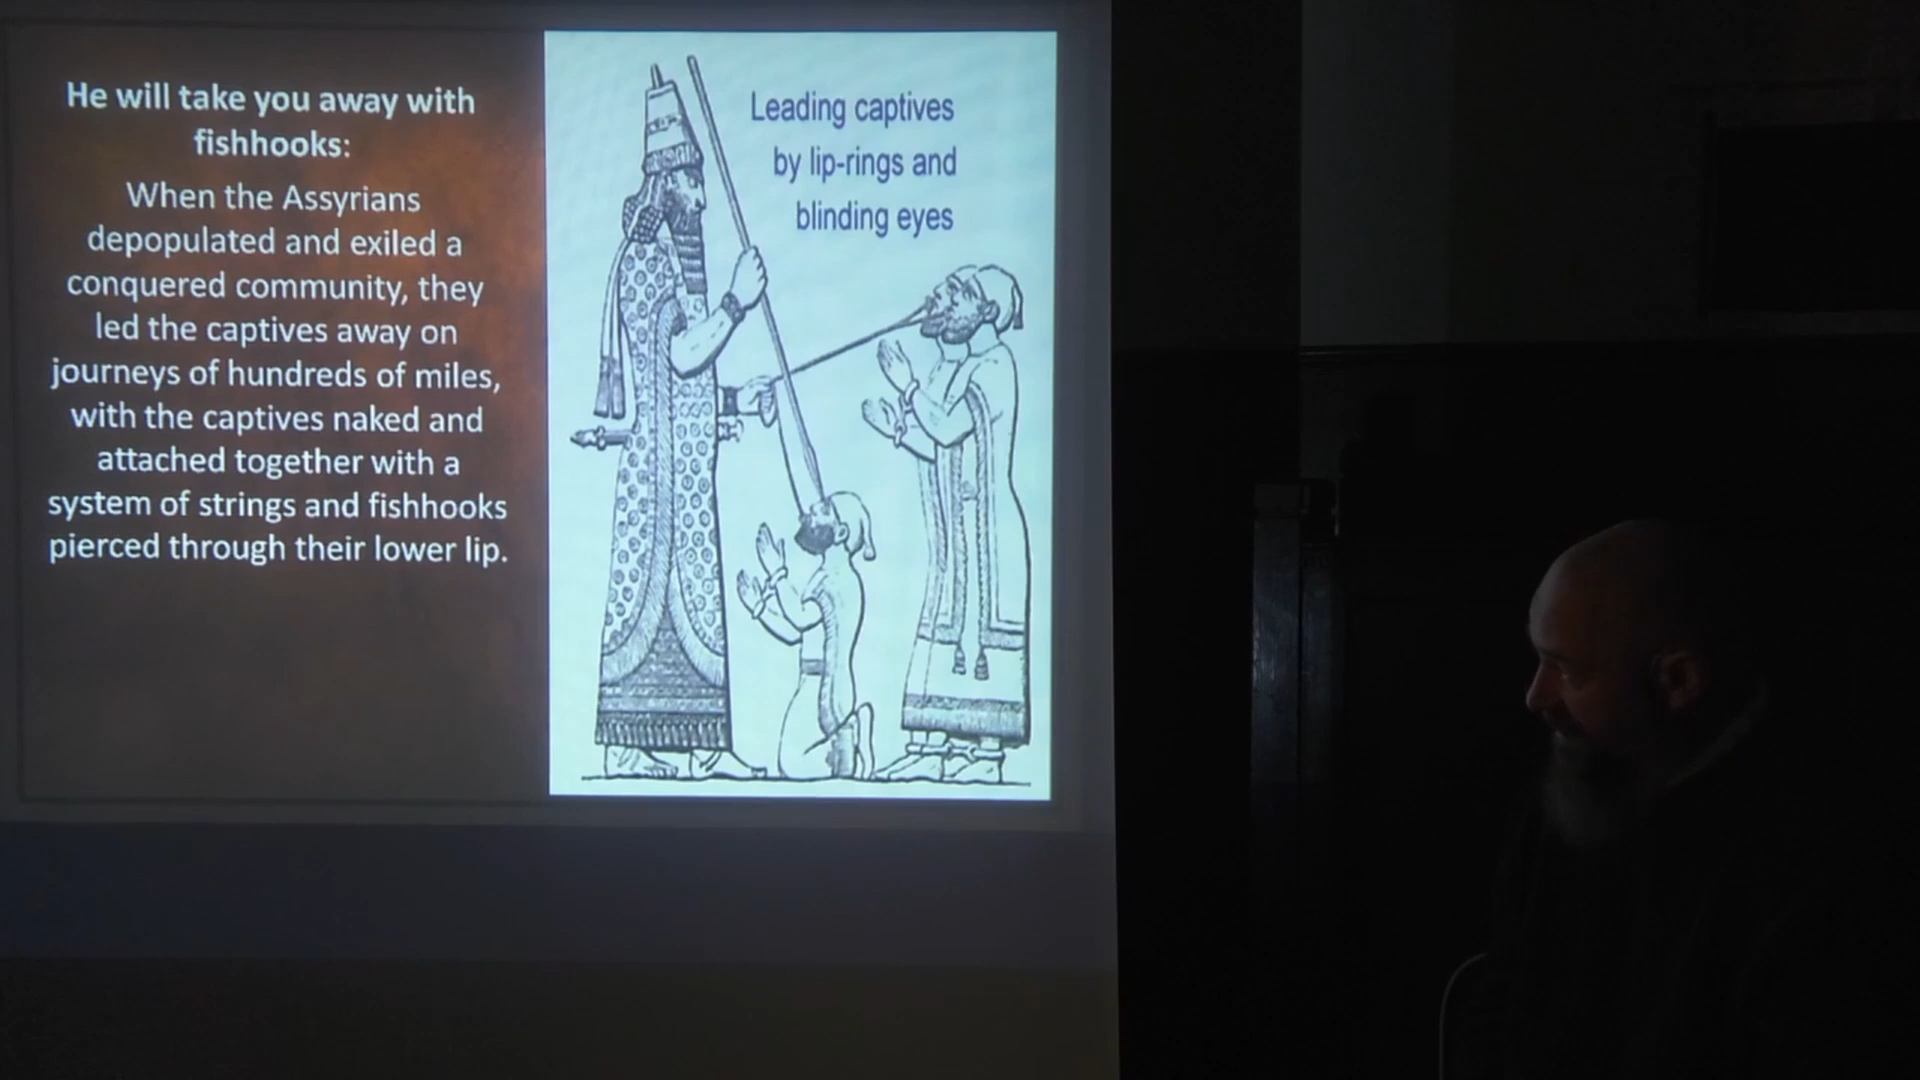 He will take you away with
fishhooks:
When the Assyrians
depopulated and exiled a
conquered community, they
led the captives away on
journeys of hundreds of miles,
with the captives naked and
attached together with a
system of strings and fishhooks
pierced through their lower lip.
Leading captives
by lip-rings and
blinding eyes